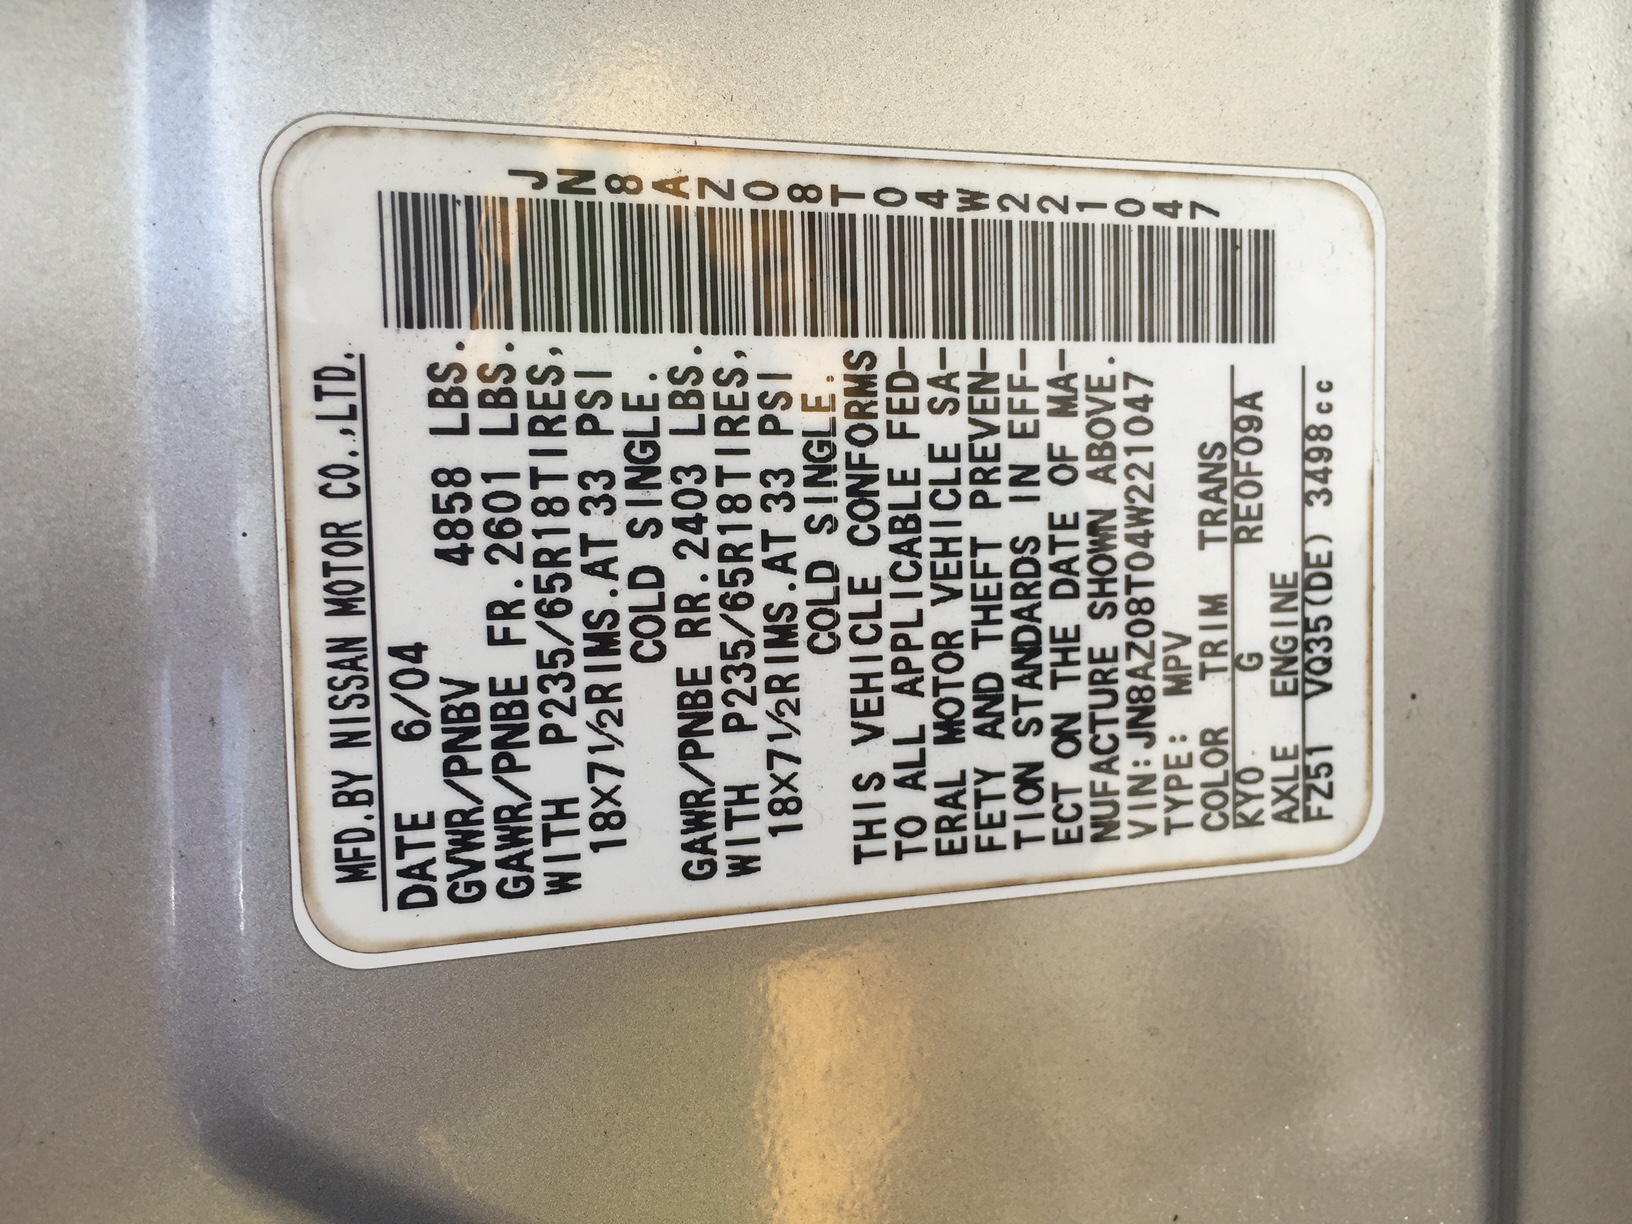 MFD.BY NISSAN MOTOR CO.,LTD.
DATE 6/04
GVWR/PNBV 4858 LBS.
GAWR/PNBE FR.2601 LBS.
WITH P235/65R18TIRES,
18×7½RIMS.AT 33 PSI
COLD SINGLE.
GAWR/PNBE RR.2403 LBS.
WITH P235/65R18TIRES,
18×7½RIMS.AT 33 PSI
COLD SINGLE.
THIS VEHICLE CONFORMS
TO ALL APPLICABLE FED-
ERAL MOTOR VEHICLE SA-
FETY AND THEFT PREVEN-
TION STANDARDS IN EFF-
ECT ON THE DATE OF MA-
NUFACTURE SHOWN ABOVE.
VIN:JN8AZ08T04W221047
TYPE: MPV
COLOR TRIM TRANS
KY0 G RE0F09A
AXLE ENGINE
FZ51 VQ35(DE) 3498cc
JN8AZ08T04W221047